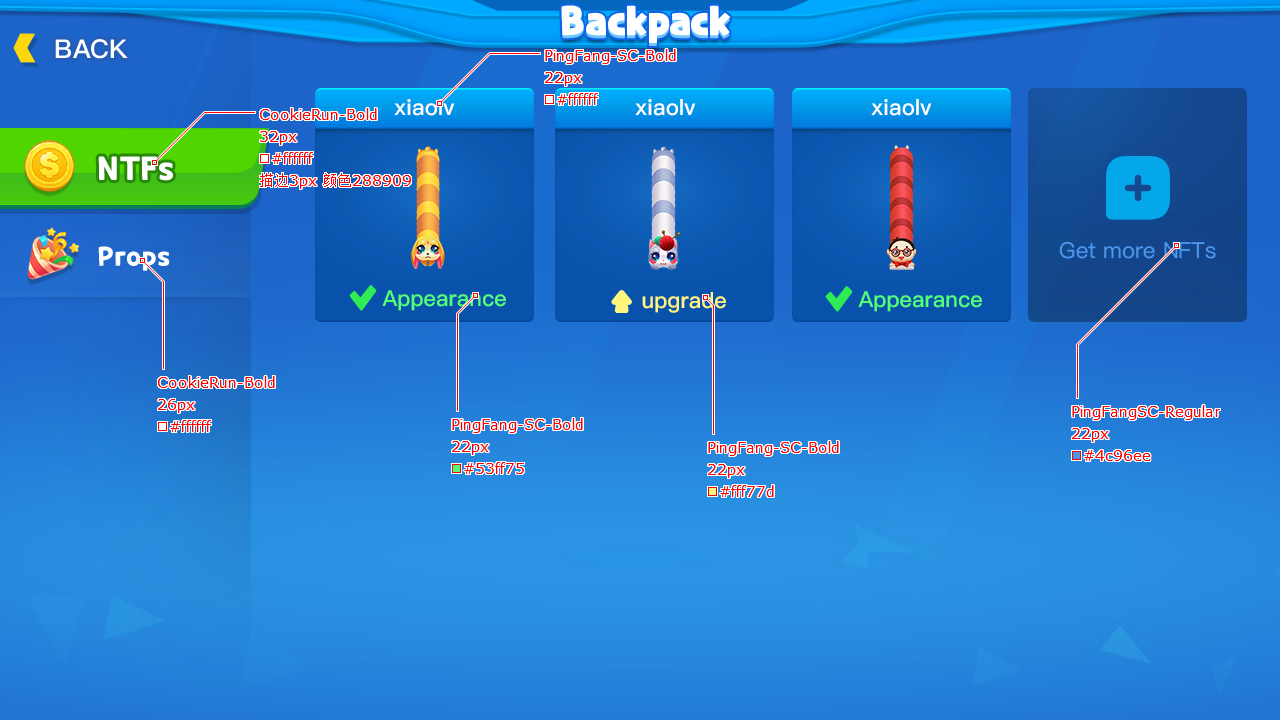 Backpack
BACK
PingFang-SC-Bold
22px
#ffffff
xiaolv
xiaolv
xiaolv
CookieRun-Bold
32px
#ffffff
描边3px 颜色288909
NTFs
Props
Get more NFTs
Appearance
upgrade
Appearance
CookieRun-Bold
26px
#ffffff
PingFang-SC-Bold
22px
#53ff75
PingFang-SC-Bold
22px
#fff77d
PingFangSC-Regular
22px
#4c96ee